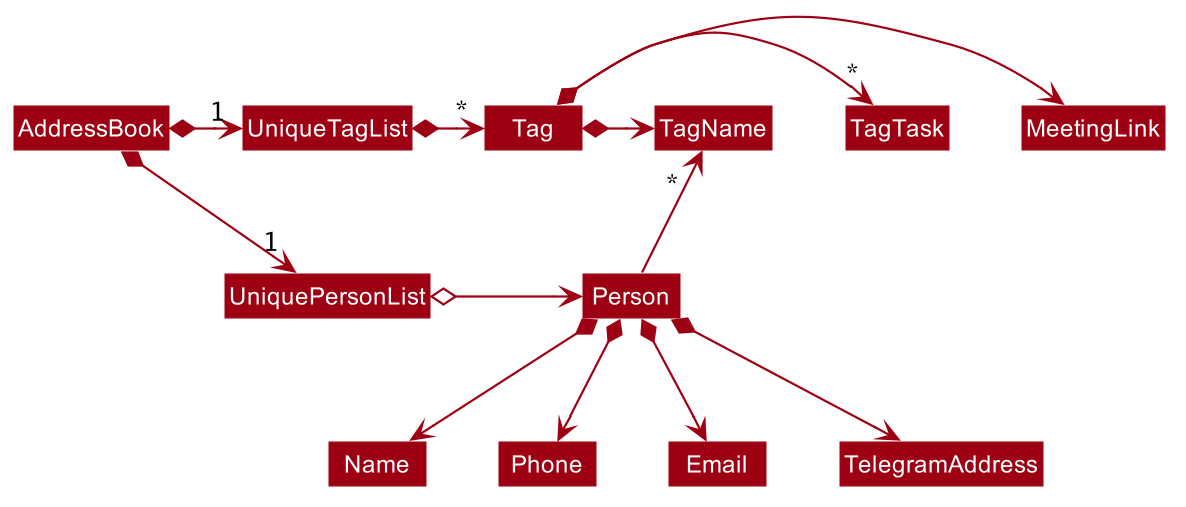 *
*
1
*
AddressBook
UniqueTagList
Tag
TagName
TagTask
MeetingLink
*
1
UniquePersonList
Person
Name
Phone
Email
TelegramAddress